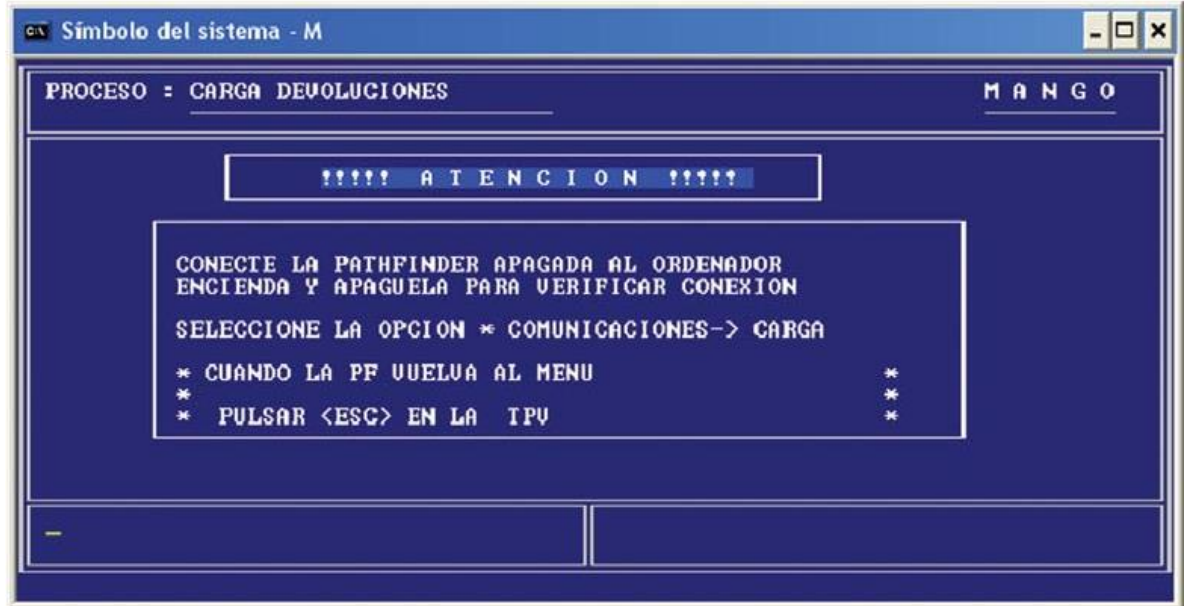 Símbolo del sistema - M
PROCESO : CARGA DEVOLUCIONES M A N G O
!!!!! A T E N C I O N !!!!!
CONECTE LA PATHFINDER APAGADA AL ORDENADOR
ENCIENDA Y APAGUELA PARA VERIFICAR CONEXION
SELECCIONE LA OPCION * COMUNICACIONES-> CARGA
* CUANDO LA PF VUELVA AL MENU *
* *
* PULSAR <ESC> EN LA TPV *